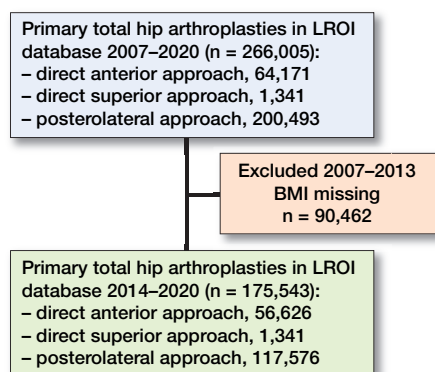 Primary total hip arthroplasties in LROI
database 2007–2020 (n = 266,005):
– direct anterior approach, 64,171
– direct superior approach, 1,341
– posterolateral approach, 200,493
Excluded 2007–2013
BMI missing
n = 90,462
Primary total hip arthroplasties in LROI
database 2014–2020 (n = 175,543):
– direct anterior approach, 56,626
– direct superior approach, 1,341
– posterolateral approach, 117,576